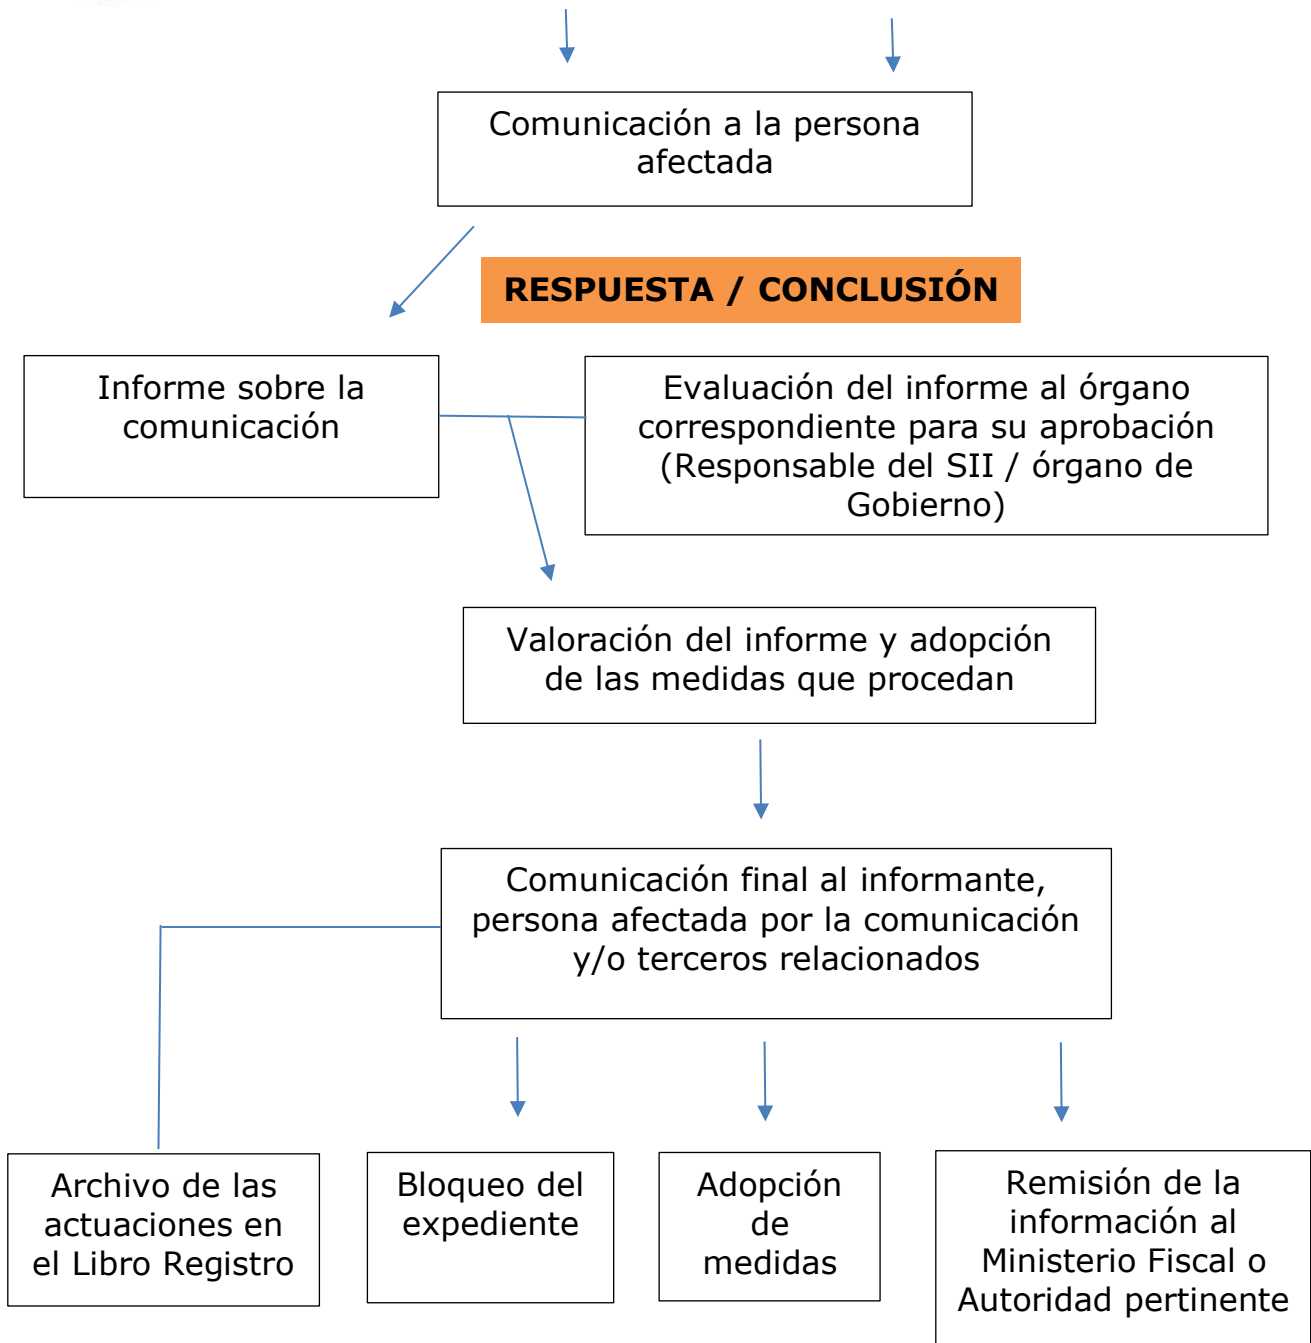 Comunicación a la persona
afectada
RESPUESTA / CONCLUSIÓN
Informe sobre la
comunicación
Evaluación del informe al órgano
correspondiente para su aprobación
(Responsable del SII / órgano de
Gobierno)
Valoración del informe y adopción
de las medidas que procedan
Comunicación final al informante,
persona afectada por la comunicación
y/o terceros relacionados
Archivo de las
actuaciones en
el Libro Registro
Bloqueo del
expediente
Adopción
de
medidas
Remisión de la
información al
Ministerio Fiscal o
Autoridad pertinente